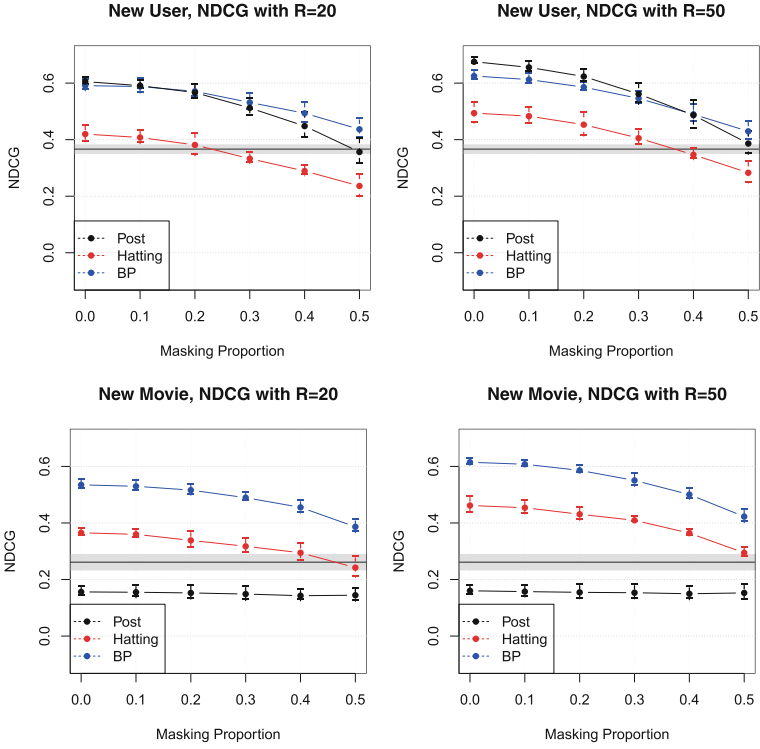 New User, NDCG with R=20
NDCG
0.6
0.4
0.2
0.0
Post
Hatting
BP
0.0 0.1 0.2 0.3 0.4 0.5
Masking Proportion
New User, NDCG with R=50
NDCG
0.6
0.4
0.2
0.0
Post
Hatting
BP
0.0 0.1 0.2 0.3 0.4 0.5
Masking Proportion
New Movie, NDCG with R=20
NDCG
0.6
0.4
0.2
0.0
Post
Hatting
BP
0.0 0.1 0.2 0.3 0.4 0.5
Masking Proportion
New Movie, NDCG with R=50
NDCG
0.6
0.4
0.2
0.0
Post
Hatting
BP
0.0 0.1 0.2 0.3 0.4 0.5
Masking Proportion